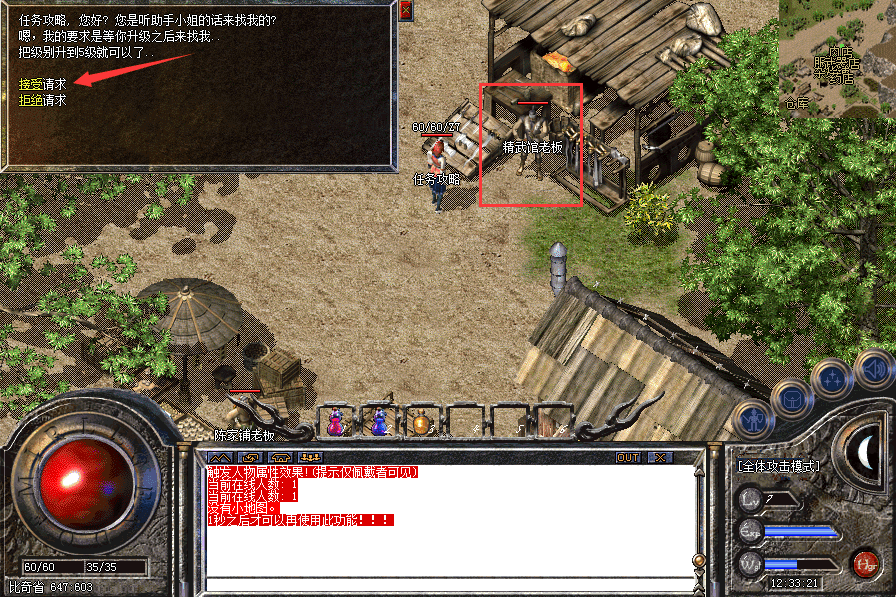 任务攻略, 您好? 您是听助手小姐的话来找我的?
嗯, 我的要求是等你升级之后来找我..
把级别升到5级就可以了..
接受请求
拒绝请求
肉店
药店
仓库
60/60/Z7
精武馆老板
任务攻略
陈家铺老板
OUT
触发人物属性效果!(提示仅佩戴者可见)
当前在线人数: 1
当前在线人数: 1
没有小地图。
1秒之后才可以再使用此功能!!!
[全体攻击模式]
7
60/60
35/35
比奇省 647:603
12:33:21